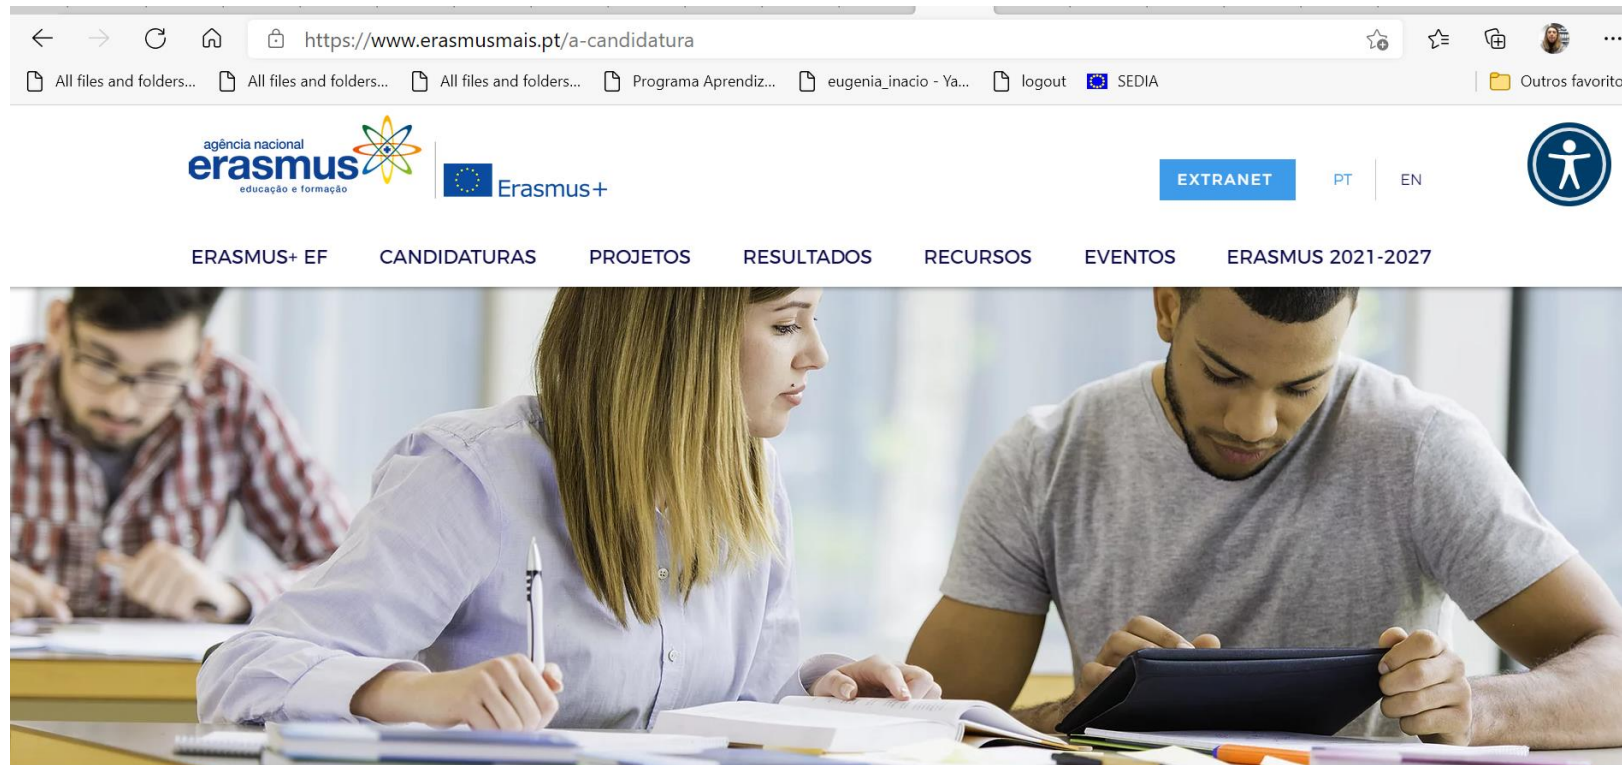 https://www.erasmusmais.pt/a-candidatura
All files and folders... All files and folders... All files and folders... Programa Aprendiz... eugenia_inacio - Ya... logout SEDIA Outros favorito
agência nacional
erasmus
educação e formação
Erasmus+
EXTRANET PT EN
ERASMUS+ EF CANDIDATURAS PROJETOS RESULTADOS RECURSOS EVENTOS ERASMUS 2021-2027